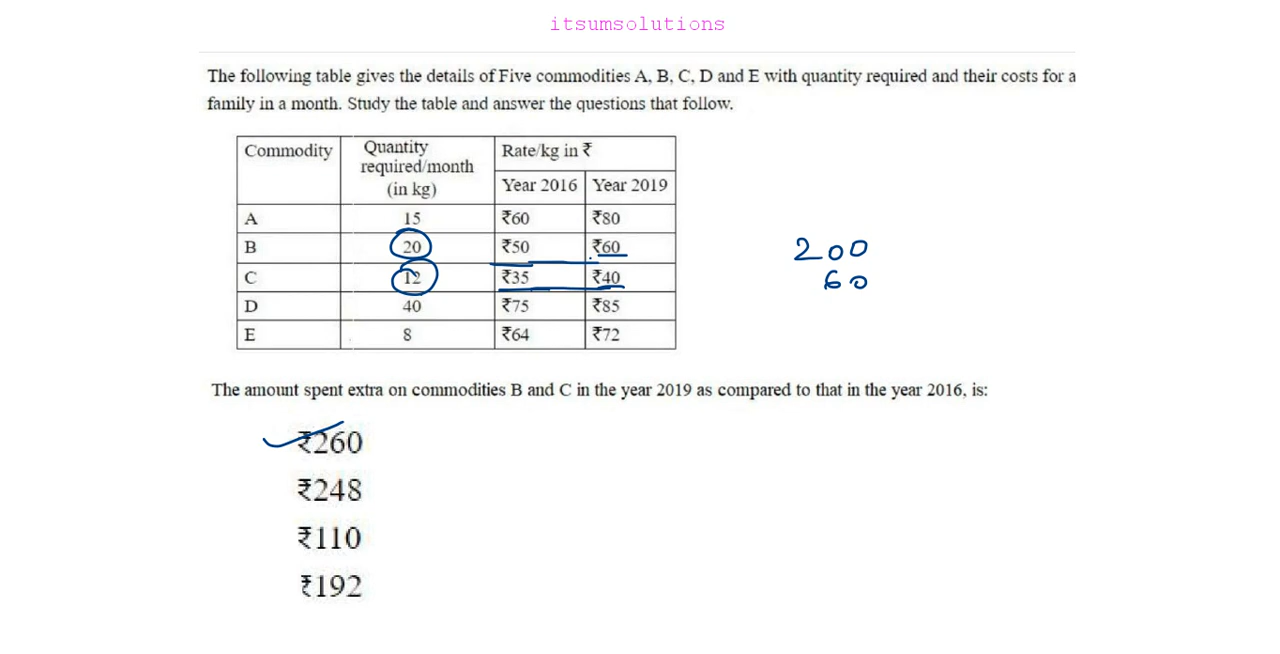 itsumsolutions
The following table gives the details of Five commodities A, B, C, D and E with quantity required and their costs for a
family in a month. Study the table and answer the questions that follow.
Commodity Quantity required/month (in kg) Rate/kg in ₹
Year 2016 Year 2019
A 15 ₹60 ₹80
B 20 ₹50 ₹60
C 12 ₹35 ₹40
D 40 ₹75 ₹85
E 8 ₹64 ₹72
200
60
The amount spent extra on commodities B and C in the year 2019 as compared to that in the year 2016, is:
₹260
₹248
₹110
₹192